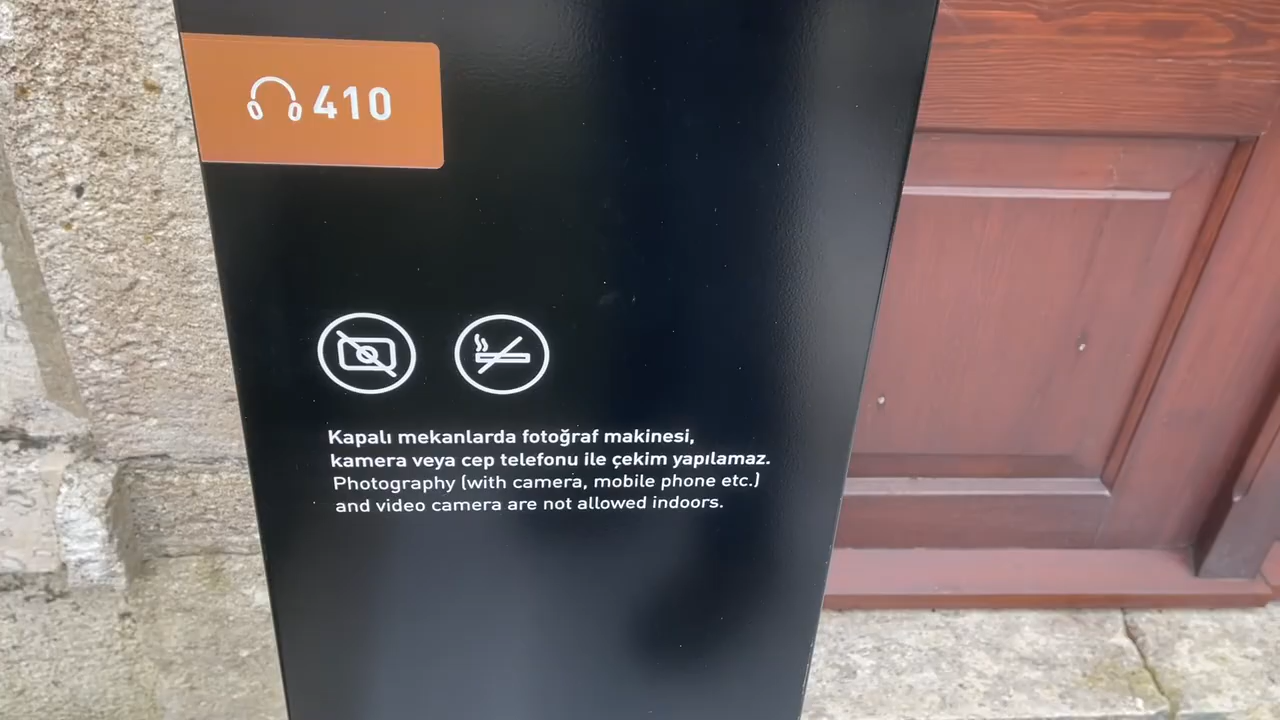 410
Kapalı mekanlarda fotoğraf makinesi,
kamera veya cep telefonu ile çekim yapılamaz.
Photography (with camera, mobile phone etc.)
and video camera are not allowed indoors.